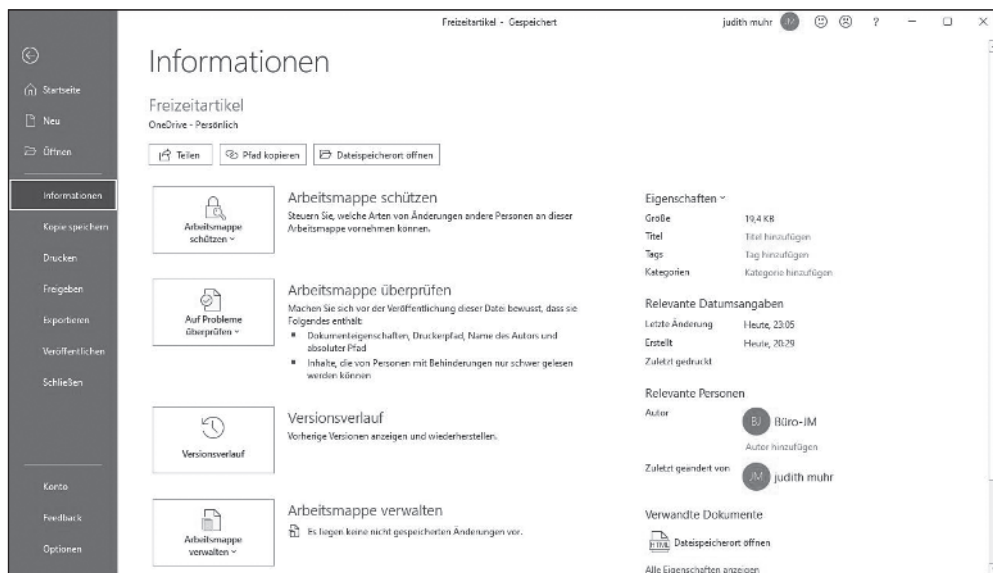 Freizeitartikel - Gespeichert
judith muhr
JM
?
Startseite
Neu
Öffnen
Informationen
Kopie speichern
Drucken
Freigeben
Exportieren
Veröffentlichen
Schließen
Konto
Feedback
Optionen
Informationen
Freizeitartikel
OneDrive - Persönlich
Teilen
Pfad kopieren
Dateispeicherort öffnen
Arbeitsmappe
schützen
Arbeitsmappe schützen
Steuern Sie, welche Arten von Änderungen andere Personen an dieser
Arbeitsmappe vornehmen können.
Auf Probleme
überprüfen
Arbeitsmappe überprüfen
Machen Sie sich vor der Veröffentlichung dieser Datei bewusst, dass sie
Folgendes enthält:
▪ Dokumenteigenschaften, Druckerpfad, Name des Autors und
absoluter Pfad
▪ Inhalte, die von Personen mit Behinderungen nur schwer gelesen
werden können
Versionsverlauf
Versionsverlauf
Vorherige Versionen anzeigen und wiederherstellen.
Arbeitsmappe
verwalten
Arbeitsmappe verwalten
Es liegen keine nicht gespeicherten Änderungen vor.
Eigenschaften
Größe 19,4 KB
Titel Titel hinzufügen
Tags Tag hinzufügen
Kategorien Kategorie hinzufügen
Relevante Datumsangaben
Letzte Änderung Heute, 23:05
Erstellt Heute, 20:29
Zuletzt gedruckt
Relevante Personen
Autor
BJ Büro-JM
Autor hinzufügen
Zuletzt geändert von
JM judith muhr
Verwandte Dokumente
HTML Dateispeicherort öffnen
Alle Eigenschaften anzeigen